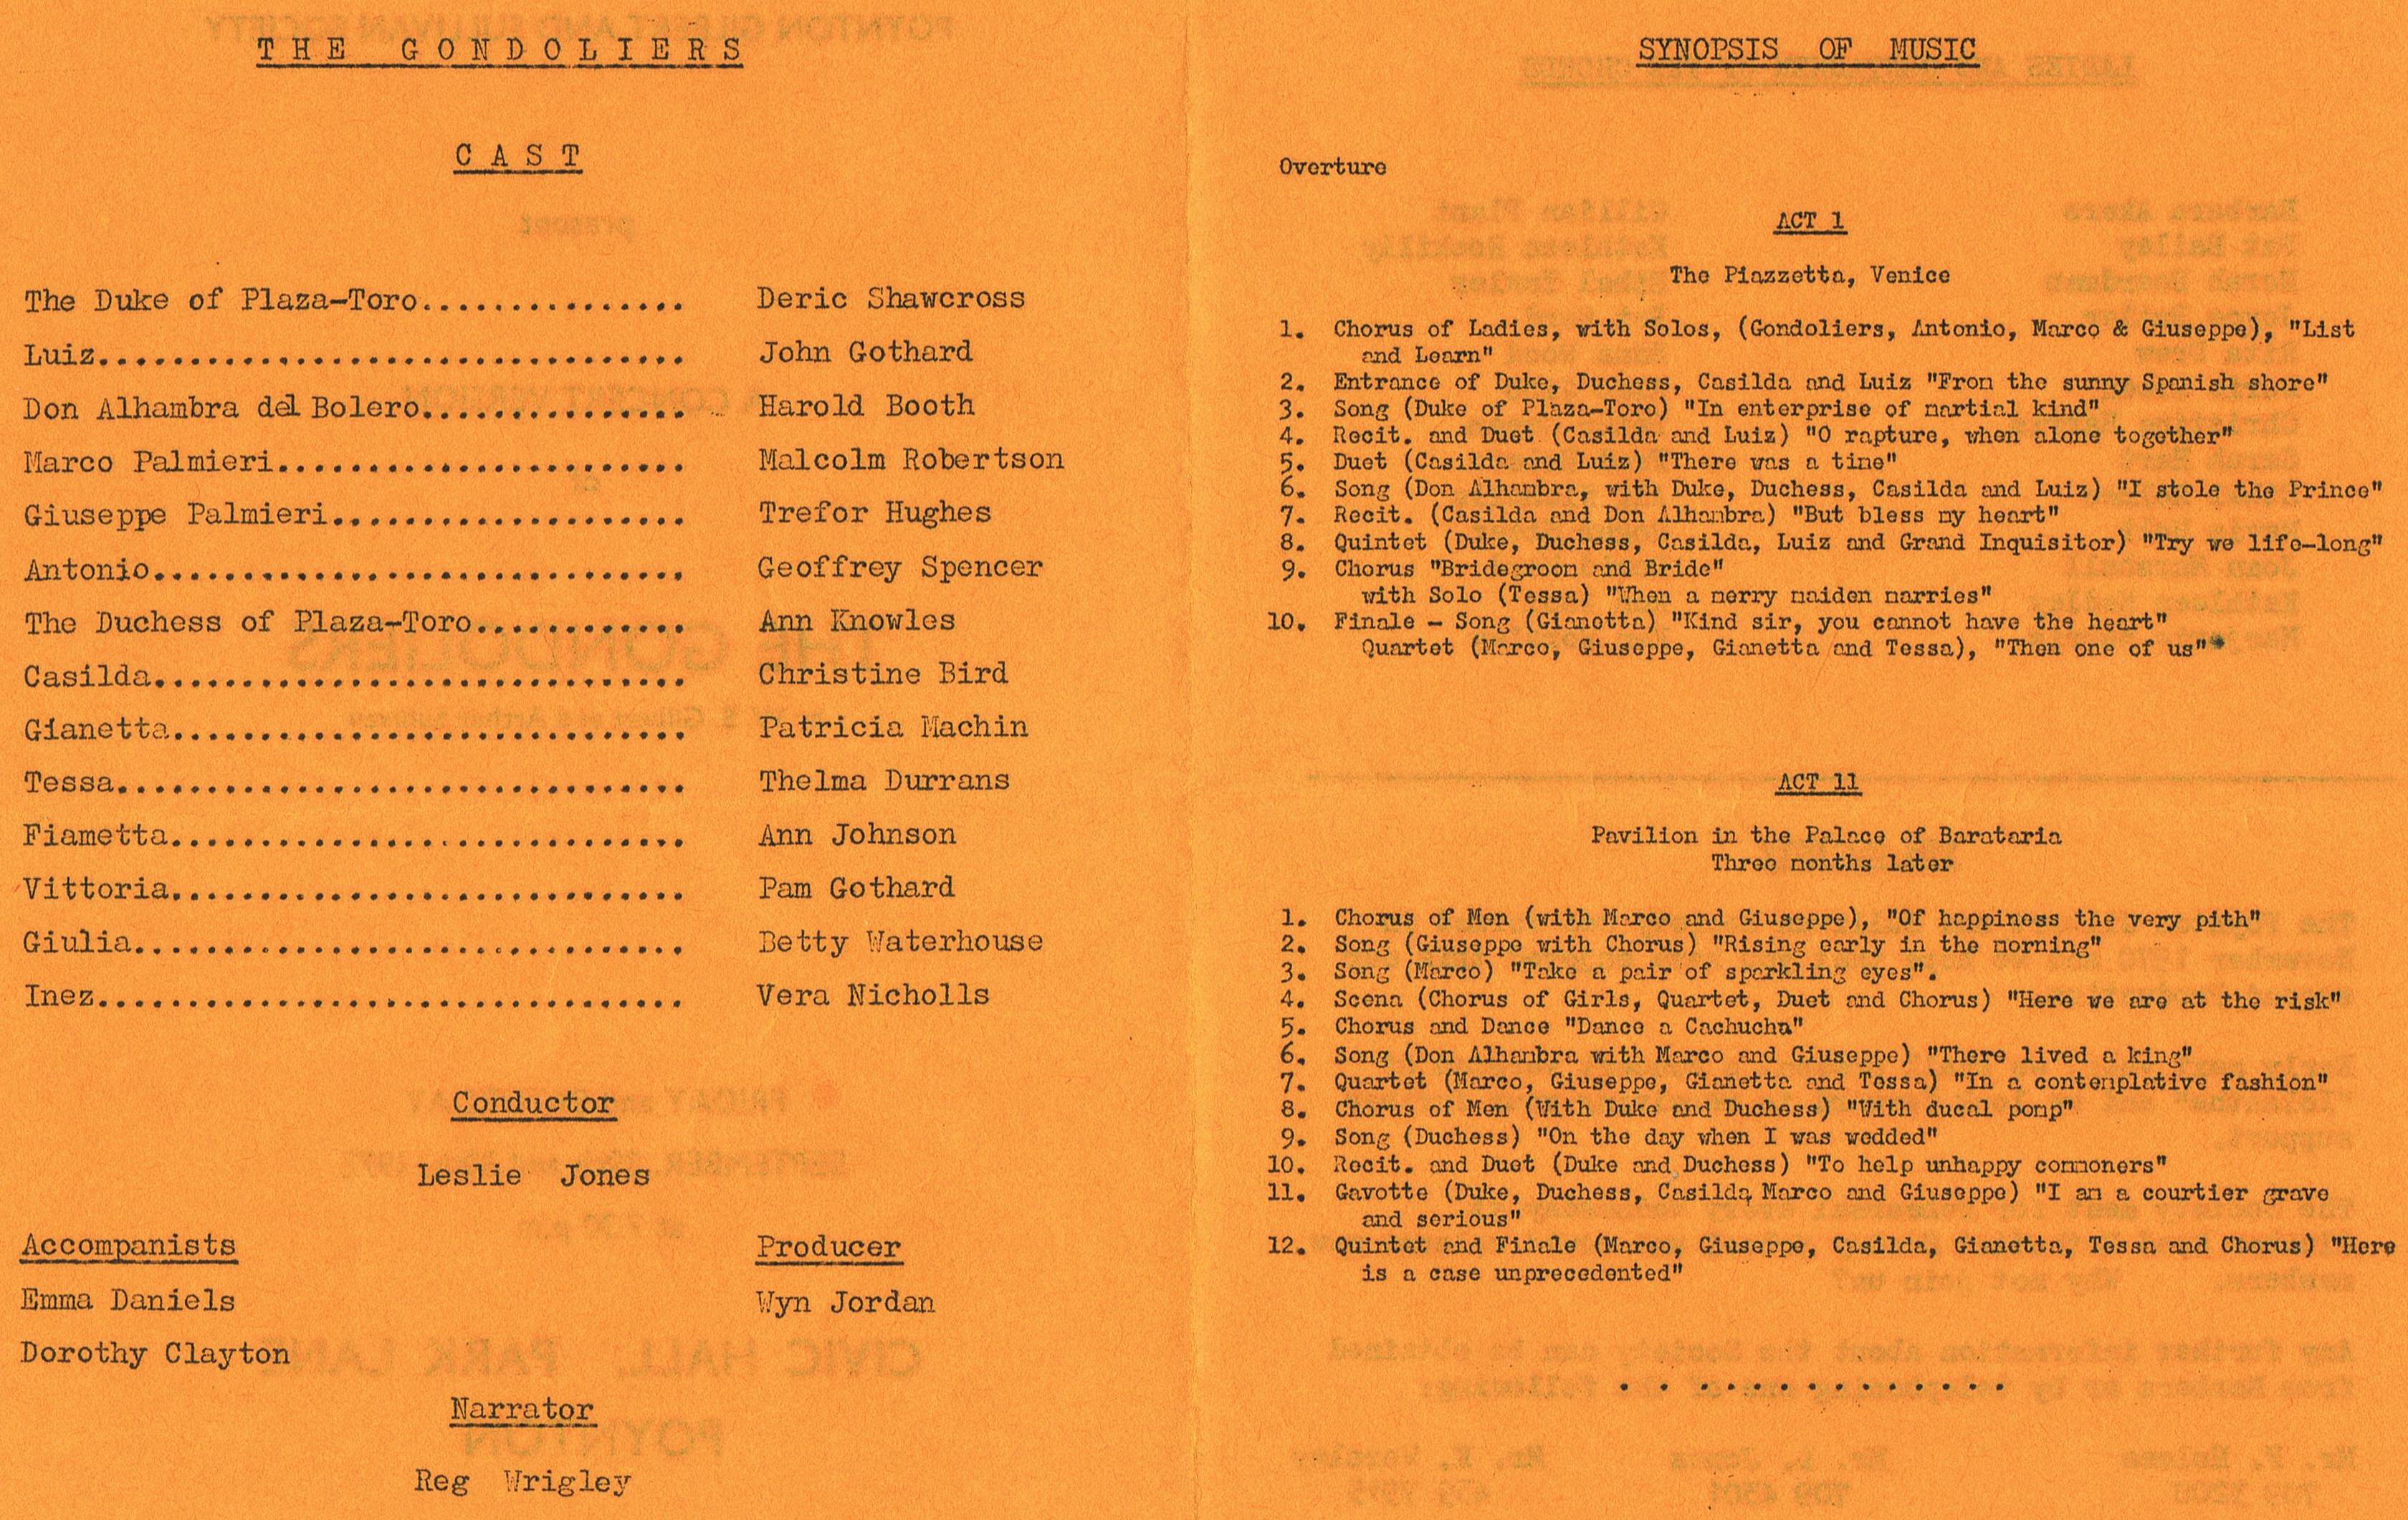 THE GONDOLIERS
CAST
The Duke of Plaza-Toro............... Deric Shawcross
Luiz................................. John Gothard
Don Alhambra del Bolero.............. Harold Booth
Marco Palmieri....................... Malcolm Robertson
Giuseppe Palmieri.................... Trefor Hughes
Antonio.............................. Geoffrey Spencer
The Duchess of Plaza-Toro............ Ann Knowles
Casilda.............................. Christine Bird
Gianetta............................. Patricia Machin
Tessa................................ Thelma Durrans
Fiametta............................. Ann Johnson
Vittoria............................. Pam Gothard
Giulia............................... Betty Waterhouse
Inez................................. Vera Nicholls
Conductor
Leslie Jones
Accompanists Producer
Emma Daniels Wyn Jordan
Dorothy Clayton
Narrator
Reg Wrigley
SYNOPSIS OF MUSIC
Overture
ACT 1
The Piazzetta, Venice
1. Chorus of Ladies, with Solos, (Gondoliers, Antonio, Marco & Giuseppe), "List
and Learn"
2. Entrance of Duke, Duchess, Casilda and Luiz "From the sunny Spanish shore"
3. Song (Duke of Plaza-Toro) "In enterprise of martial kind"
4. Recit. and Duet (Casilda and Luiz) "O rapture, when alone together"
5. Duet (Casilda and Luiz) "There was a time"
6. Song (Don Alhambra, with Duke, Duchess, Casilda and Luiz) "I stole the Prince"
7. Recit. (Casilda and Don Alhambra) "But bless my heart"
8. Quintet (Duke, Duchess, Casilda, Luiz and Grand Inquisitor) "Try we life-long"
9. Chorus "Bridegroom and Bride"
with Solo (Tessa) "When a merry maiden marries"
10. Finale - Song (Gianetta) "Kind sir, you cannot have the heart"
Quartet (Marco, Giuseppe, Gianetta and Tessa), "Then one of us"
ACT 11
Pavilion in the Palace of Barataria
Three months later
1. Chorus of Men (with Marco and Giuseppe), "Of happiness the very pith"
2. Song (Giuseppe with Chorus) "Rising early in the morning"
3. Song (Marco) "Take a pair of sparkling eyes".
4. Scena (Chorus of Girls, Quartet, Duet and Chorus) "Here we are at the risk"
5. Chorus and Dance "Dance a Cachucha"
6. Song (Don Alhambra with Marco and Giuseppe) "There lived a king"
7. Quartet (Marco, Giuseppe, Gianetta and Tessa) "In a contemplative fashion"
8. Chorus of Men (With Duke and Duchess) "With ducal pomp"
9. Song (Duchess) "On the day when I was wedded"
10. Recit. and Duet (Duke and Duchess) "To help unhappy commoners"
11. Gavotte (Duke, Duchess, Casilda, Marco and Giuseppe) "I am a courtier grave
and serious"
12. Quintet and Finale (Marco, Giuseppe, Casilda, Gianetta, Tessa and Chorus) "Here
is a case unprecedented"
. . . . . . . . . . . . . .